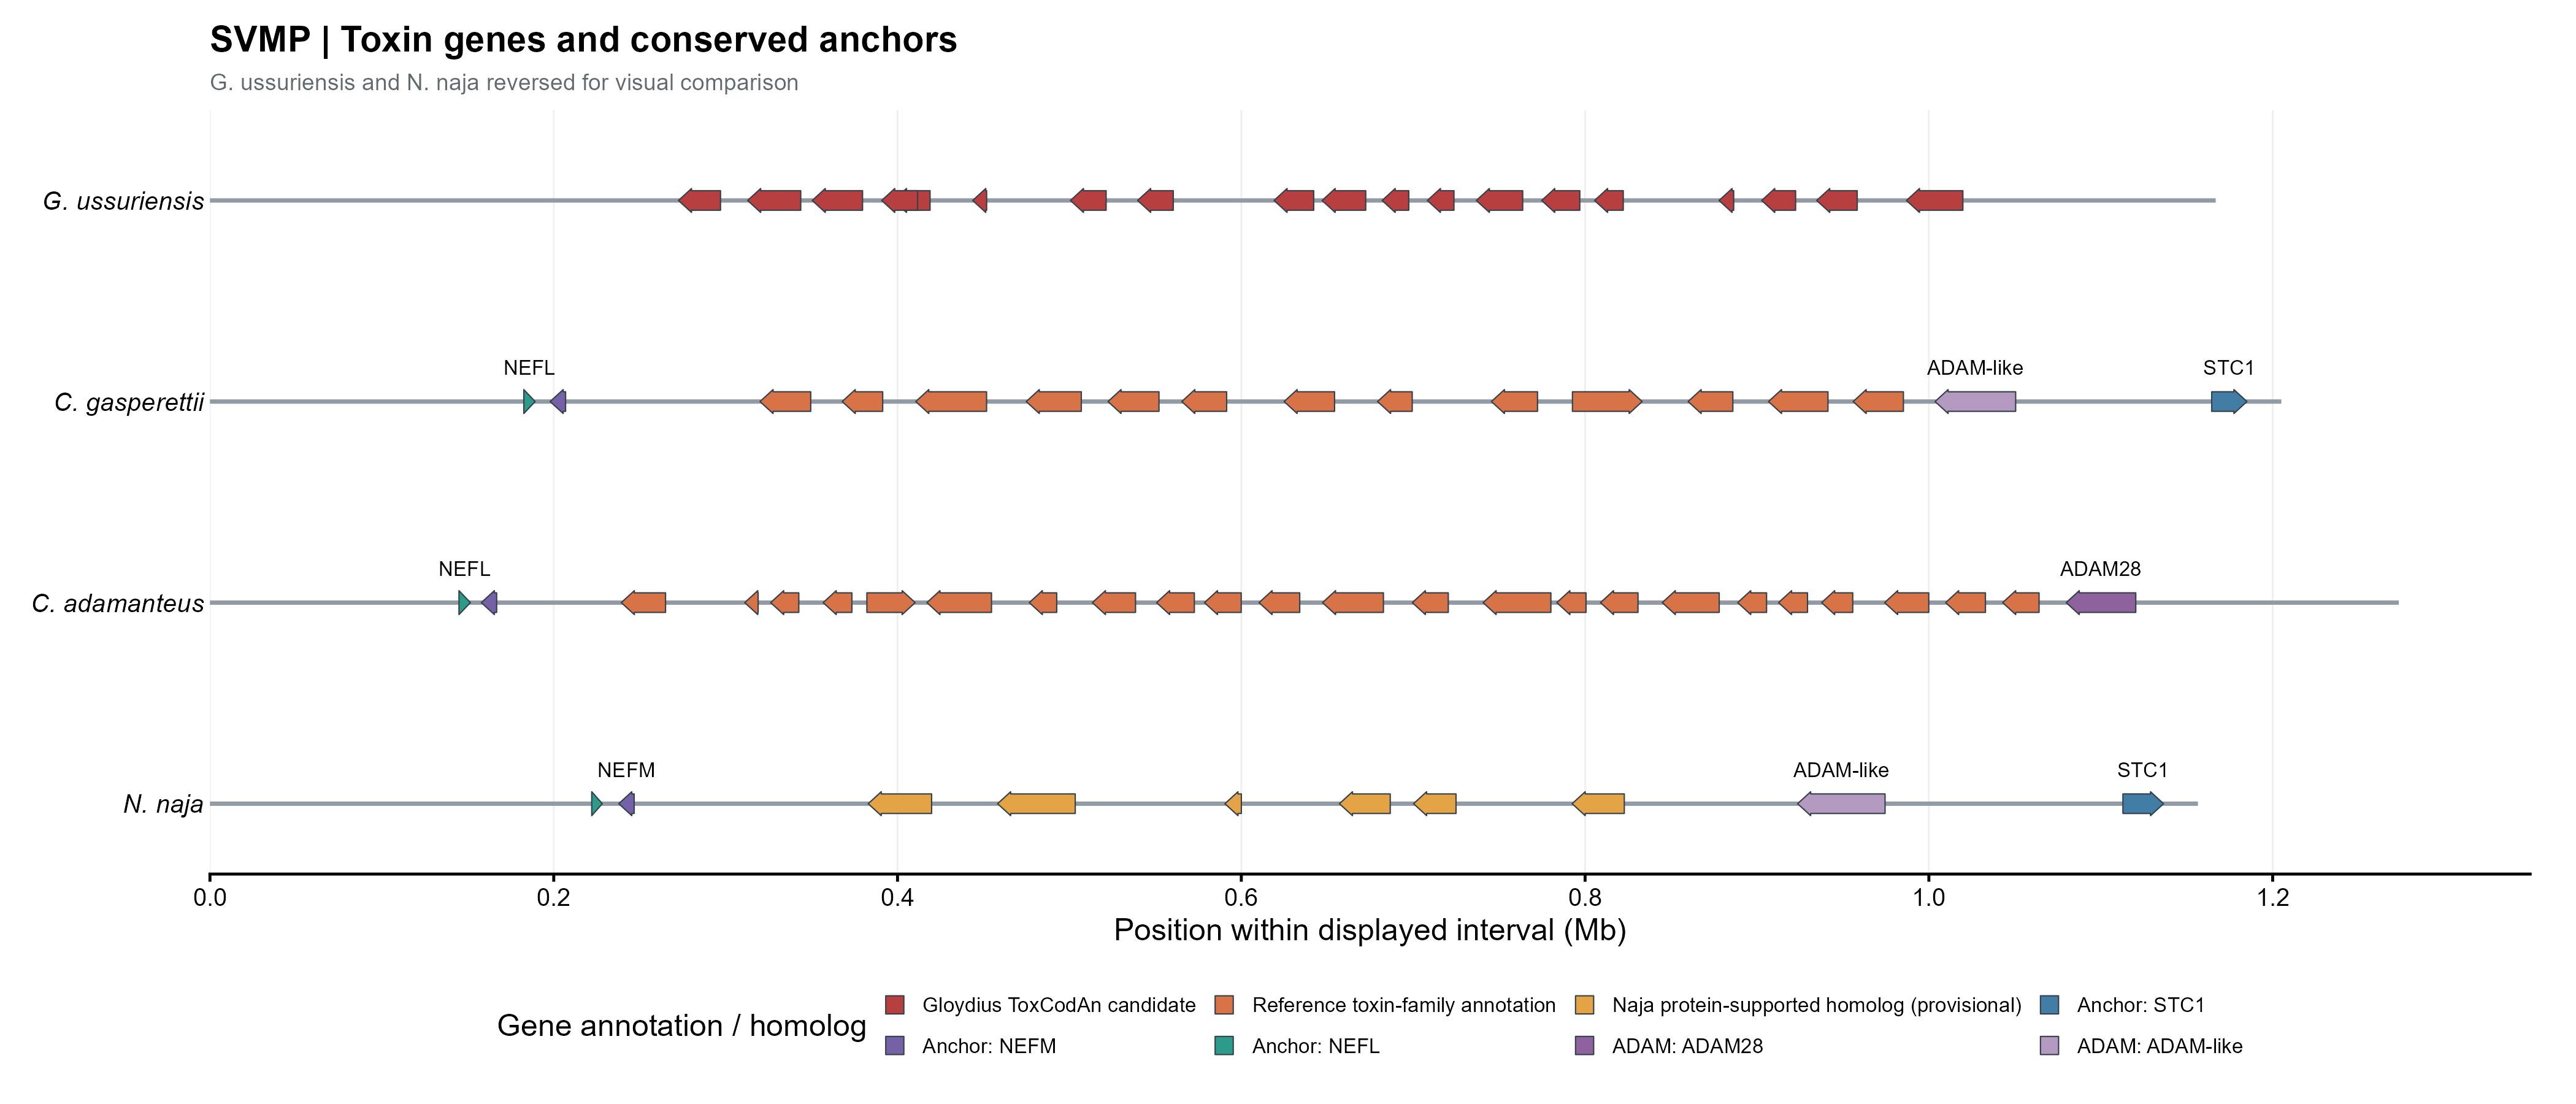 SVMP | Toxin genes and conserved anchors
G. ussuriensis and N. naja reversed for visual comparison
G. ussuriensis
NEFL ADAM-like STC1
C. gasperettii
NEFL ADAM28
C. adamanteus
NEFM ADAM-like STC1
N. naja
0.0 0.2 0.4 0.6 0.8 1.0 1.2
Position within displayed interval (Mb)
Gene annotation / homolog
Gloydius ToxCodAn candidate Reference toxin-family annotation Naja protein-supported homolog (provisional) Anchor: STC1
Anchor: NEFM Anchor: NEFL ADAM: ADAM28 ADAM: ADAM-like